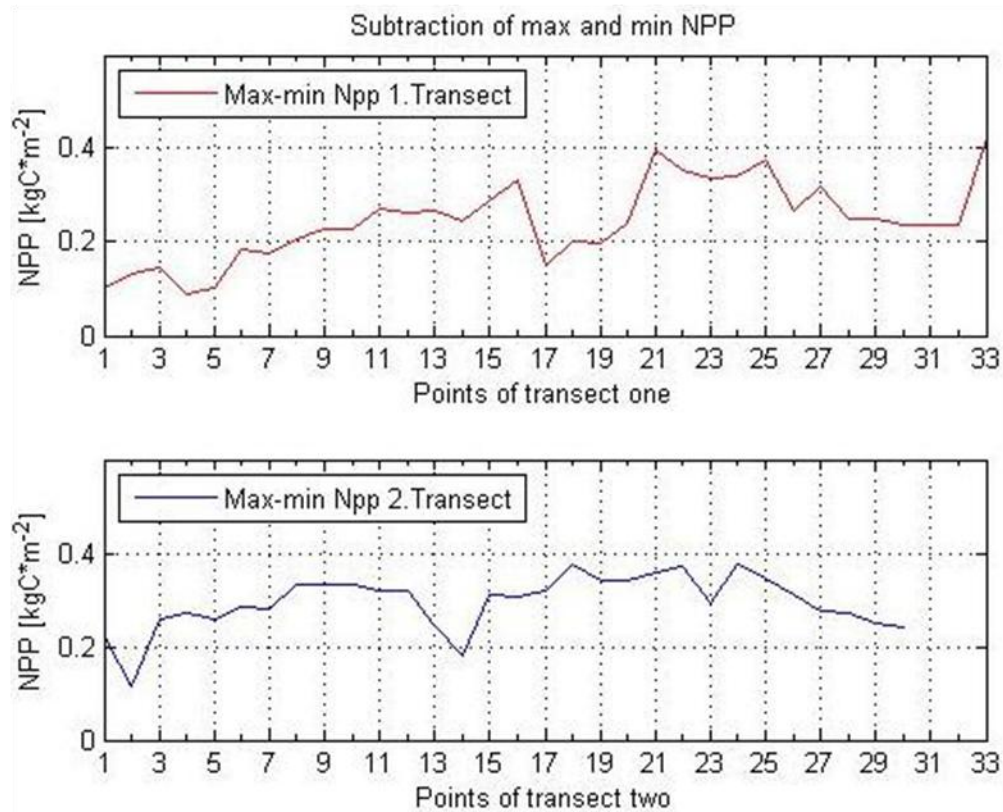 Subtraction of max and min NPP
Max-min Npp 1.Transect
NPP [kgC*m⁻²]
0.4
0.2
0
1 3 5 7 9 11 13 15 17 19 21 23 25 27 29 31 33
Points of transect one
Max-min Npp 2.Transect
NPP [kgC*m⁻²]
0.4
0.2
0
1 3 5 7 9 11 13 15 17 19 21 23 25 27 29 31 33
Points of transect two